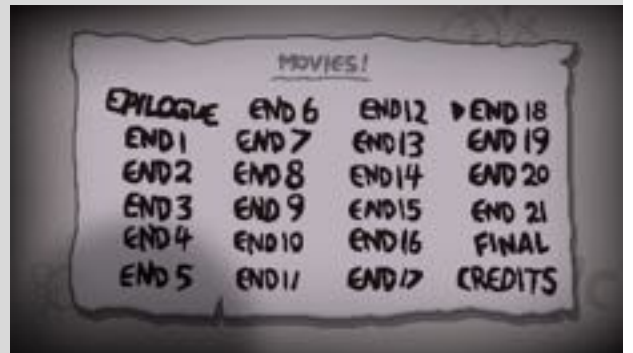 MOVIES!
EPILOGUE END 6 END 12 END 18
END 1 END 7 END 13 END 19
END 2 END 8 END 14 END 20
END 3 END 9 END 15 END 21
END 4 END 10 END 16 FINAL
END 5 END 11 END 17 CREDITS